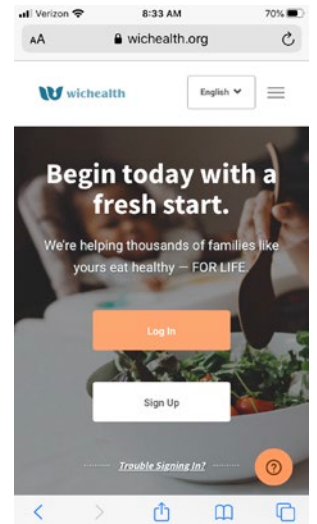 Verizon 8:33 AM 70%
AA wichealth.org
wichealth English
Begin today with a
fresh start.
We're helping thousands of families like
yours eat healthy — FOR LIFE.
Log In
Sign Up
Trouble Signing In?
?